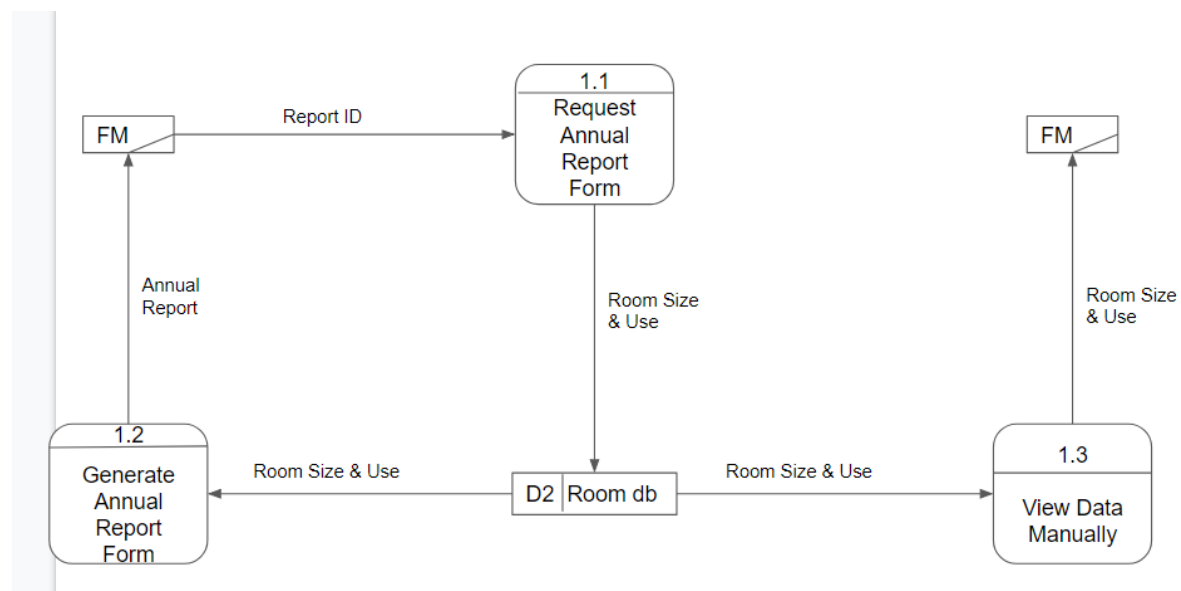 1.1
Request
Annual
Report
Form
Report ID
FM
FM
Annual
Report
Room Size
& Use
Room Size
& Use
1.2
Generate
Annual
Report
Form
Room Size & Use
D2 Room db
Room Size & Use
1.3
View Data
Manually